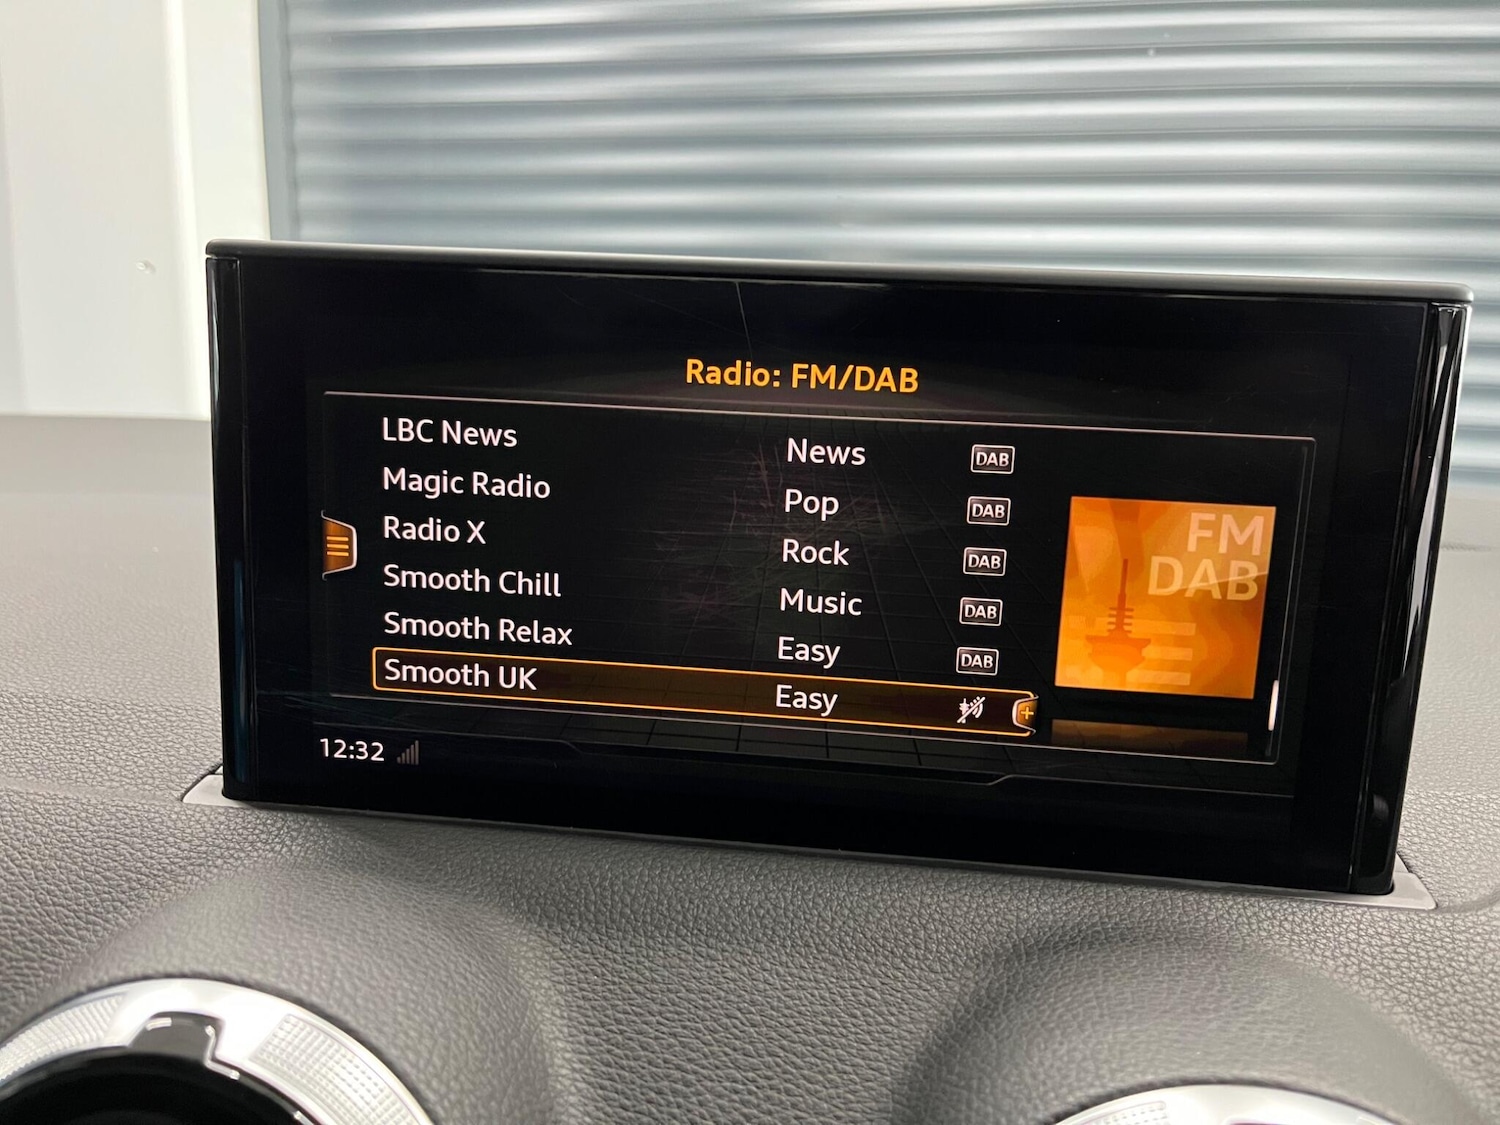 Radio: FM/DAB
LBC News News DAB
Magic Radio Pop DAB
Radio X Rock DAB
Smooth Chill Music DAB
Smooth Relax Easy DAB
Smooth UK Easy
FM
DAB
12:32